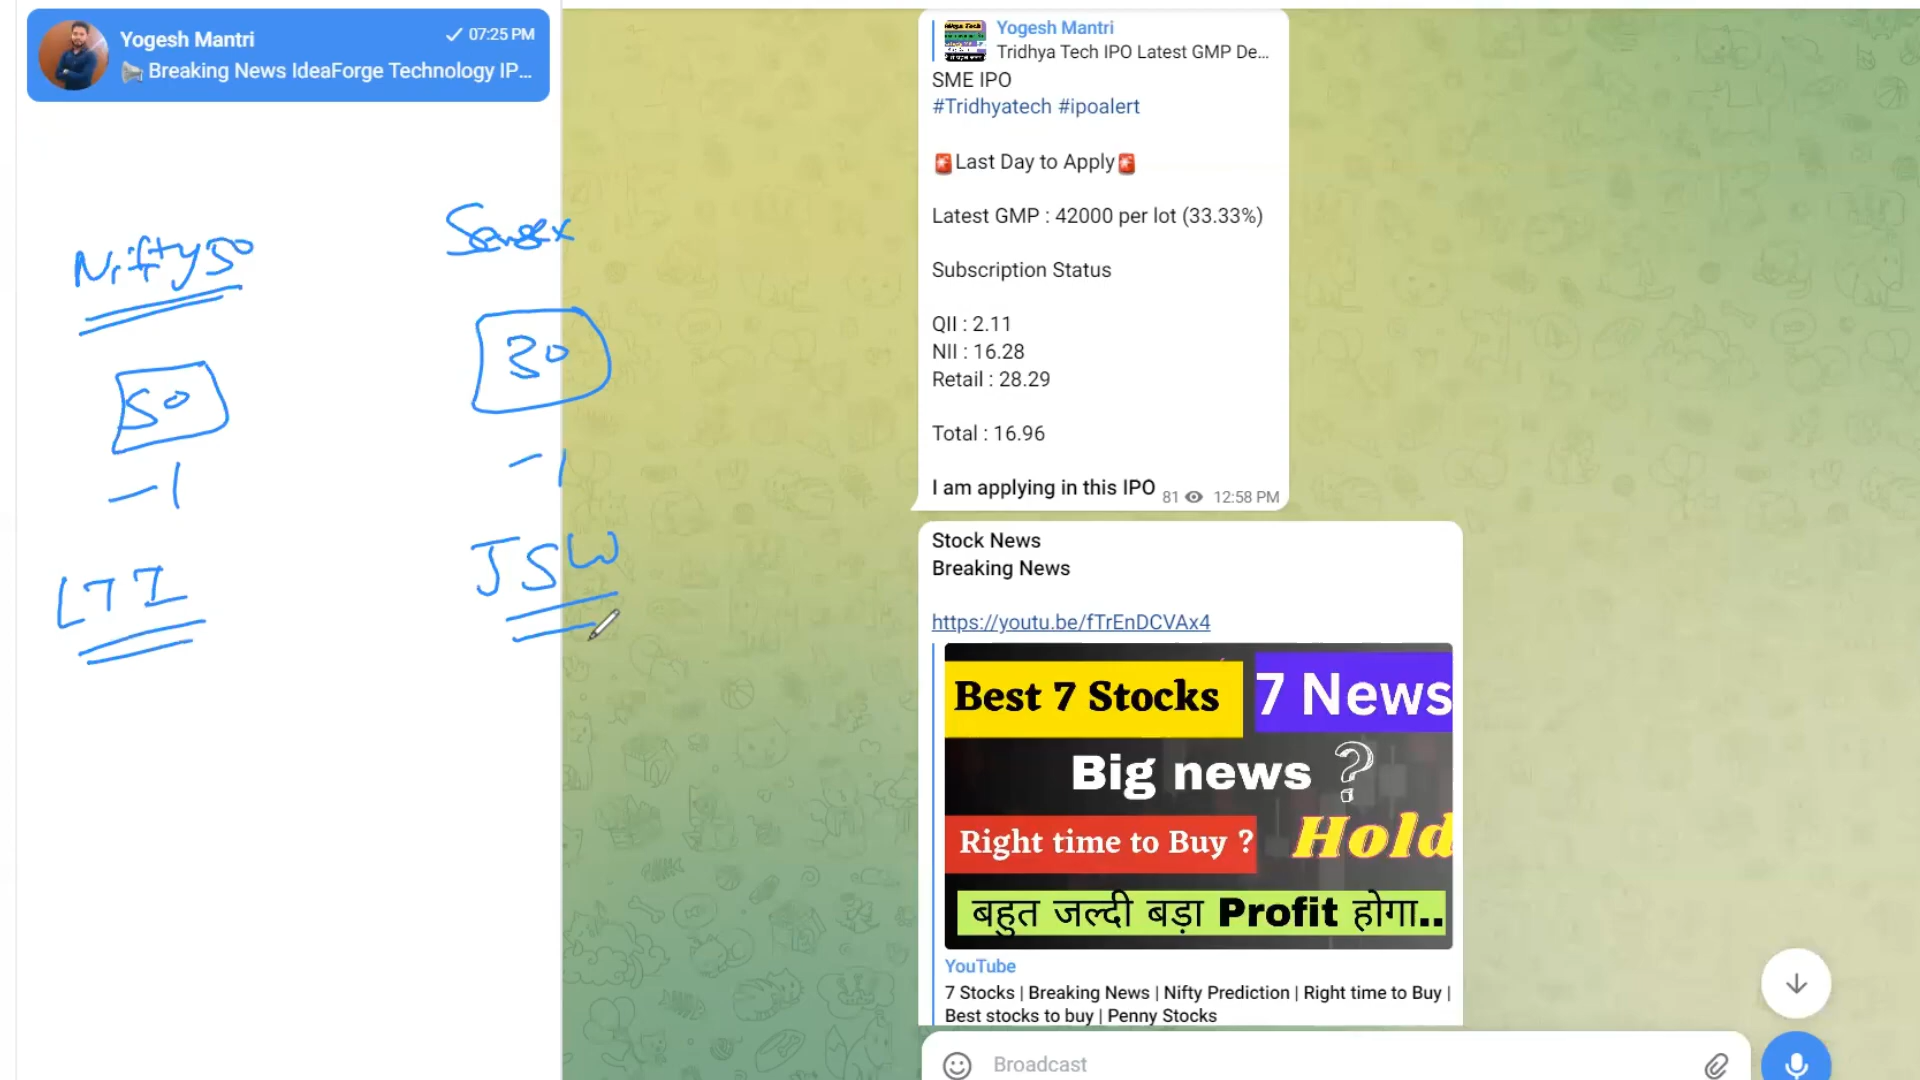 Yogesh Mantri
07:25 PM
Breaking News IdeaForge Technology IP...
Nifty50
Sensex
50
30
-1
-1
LTI
JSW
Yogesh Mantri
Tridhya Tech IPO Latest GMP De...
SME IPO
#Tridhyatech #ipoalert
Last Day to Apply
Latest GMP : 42000 per lot (33.33%)
Subscription Status
QII : 2.11
NII : 16.28
Retail : 28.29
Total : 16.96
I am applying in this IPO 81 12:58 PM
Stock News
Breaking News
https://youtu.be/fTrEnDCVAx4
Best 7 Stocks
7 News
Big news ?
Right time to Buy ?
Hold
बहुत जल्दी बड़ा Profit होगा..
YouTube
7 Stocks | Breaking News | Nifty Prediction | Right time to Buy |
Best stocks to buy | Penny Stocks
Broadcast